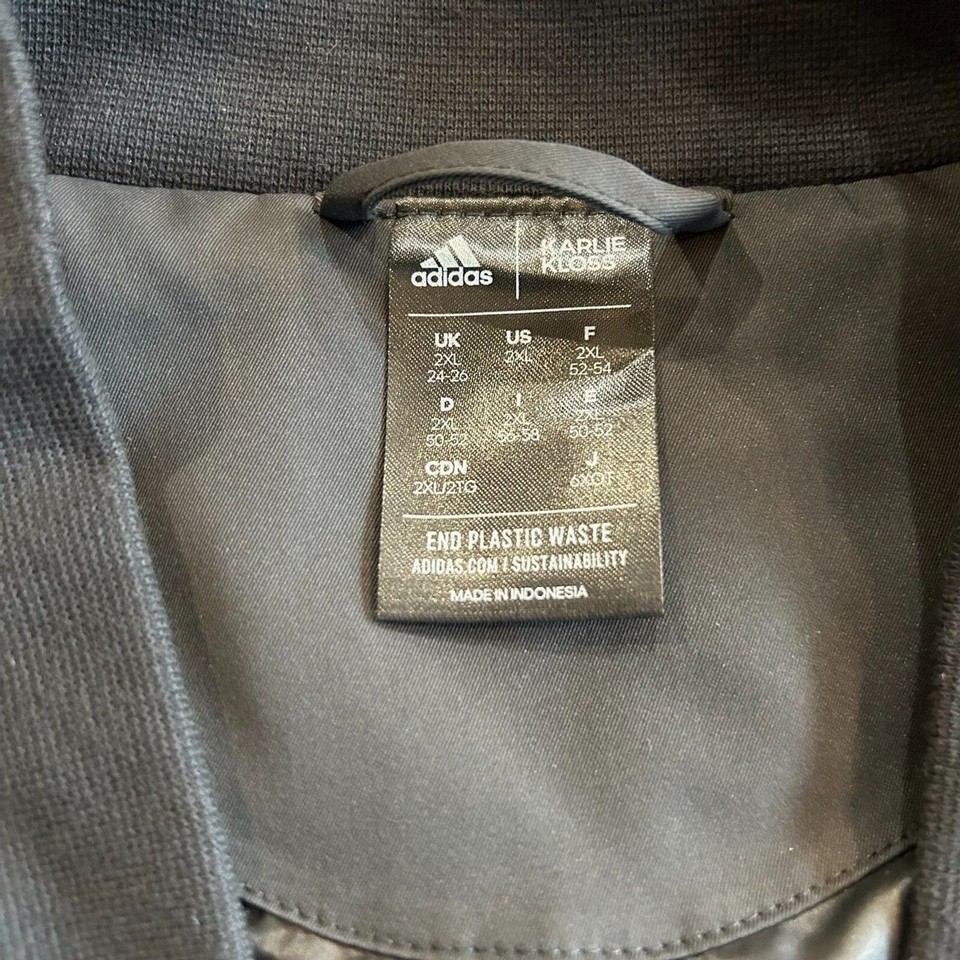 adidas
KARLIE
KLOSS
UK
2XL
24-26
US
2XL
F
2XL
52-54
D
2XL
50-52
I
2XL
56-58
E
2XL
50-52
CDN
2XL/2TG
J
END PLASTIC WASTE
ADIDAS.COM / SUSTAINABILITY
MADE IN INDONESIA